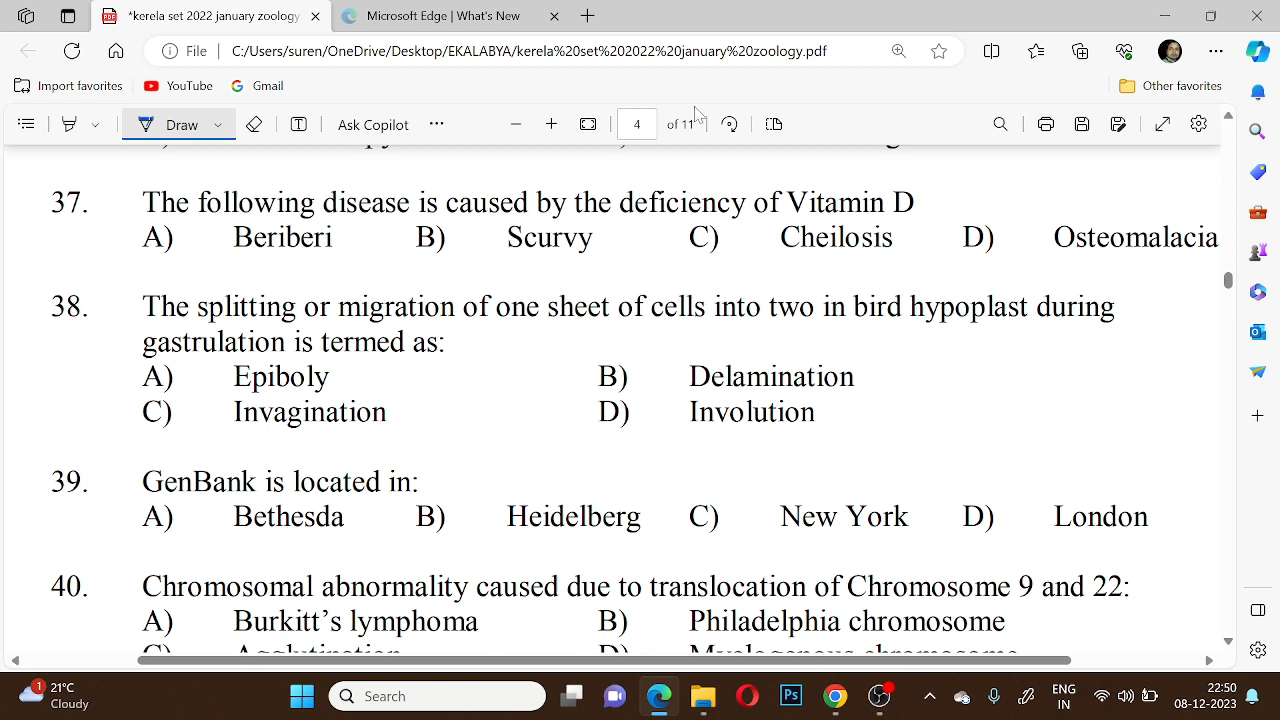 *kerela set 2022 january zoology
Microsoft Edge | What's New
File
C:/Users/suren/OneDrive/Desktop/EKALABYA/kerela%20set%202022%20january%20zoology.pdf
Import favorites
YouTube
Gmail
Other favorites
Draw
Ask Copilot
4
of 11
37. The following disease is caused by the deficiency of Vitamin D
A) Beriberi B) Scurvy C) Cheilosis D) Osteomalacia
38. The splitting or migration of one sheet of cells into two in bird hypoplast during
gastrulation is termed as:
A) Epiboly B) Delamination
C) Invagination D) Involution
39. GenBank is located in:
A) Bethesda B) Heidelberg C) New York D) London
40. Chromosomal abnormality caused due to translocation of Chromosome 9 and 22:
A) Burkitt's lymphoma B) Philadelphia chromosome
1
21°C
Cloudy
Search
Ps
ENG
IN
22:50
08-12-2023